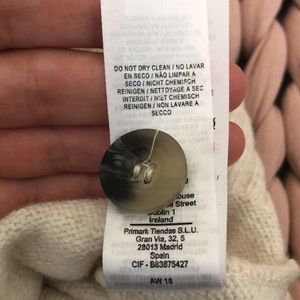 DO NOT DRY CLEAN / NO LAVAR
EN SECO / NÃO LIMPAR A
SECO / NICHT CHEMISCH
REINIGEN / NETTOYAGE A SEC
INTERDIT / NIET CHEMISCH
REINIGEN / NON LAVARE A
SECCO
House
Street
Dublin 1
Ireland
Primark Tiendas S.L.U.
Gran Via, 32, 5
28013 Madrid
Spain
CIF - B83875427
AW 18